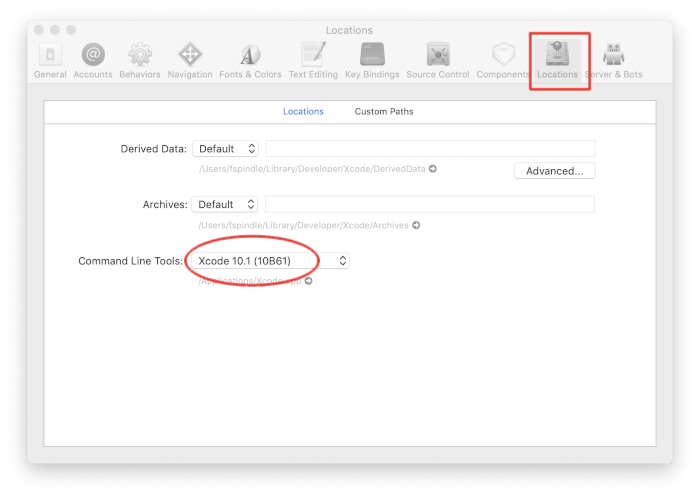 Locations
General Accounts Behaviors Navigation Fonts & Colors Text Editing Key Bindings Source Control Components Locations Server & Bots
Locations Custom Paths
Derived Data: Default
/Users/fspindle/Library/Developer/Xcode/DerivedData
Advanced...
Archives: Default
/Users/fspindle/Library/Developer/Xcode/Archives
Command Line Tools: Xcode 10.1 (10B61)
/Applications/Xcode.app